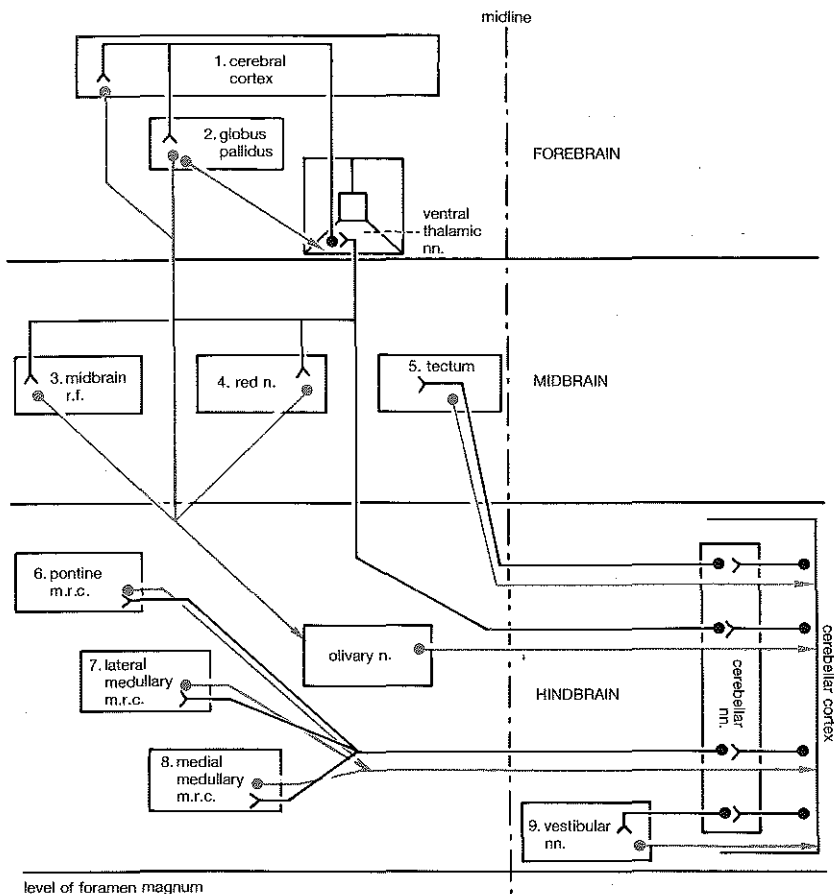 midline
1. cerebral
cortex
2. globus
pallidus
FOREBRAIN
ventral
thalamic
nn.
3. midbrain
r.f.
4. red n.
5. tectum
MIDBRAIN
6. pontine
m.r.c.
7. lateral
medullary
m.r.c.
olivary n.
HINDBRAIN
cerebellar
nn.
cerebellar cortex
8. medial
medullary
m.r.c.
9. vestibular
nn.
level of foramen magnum